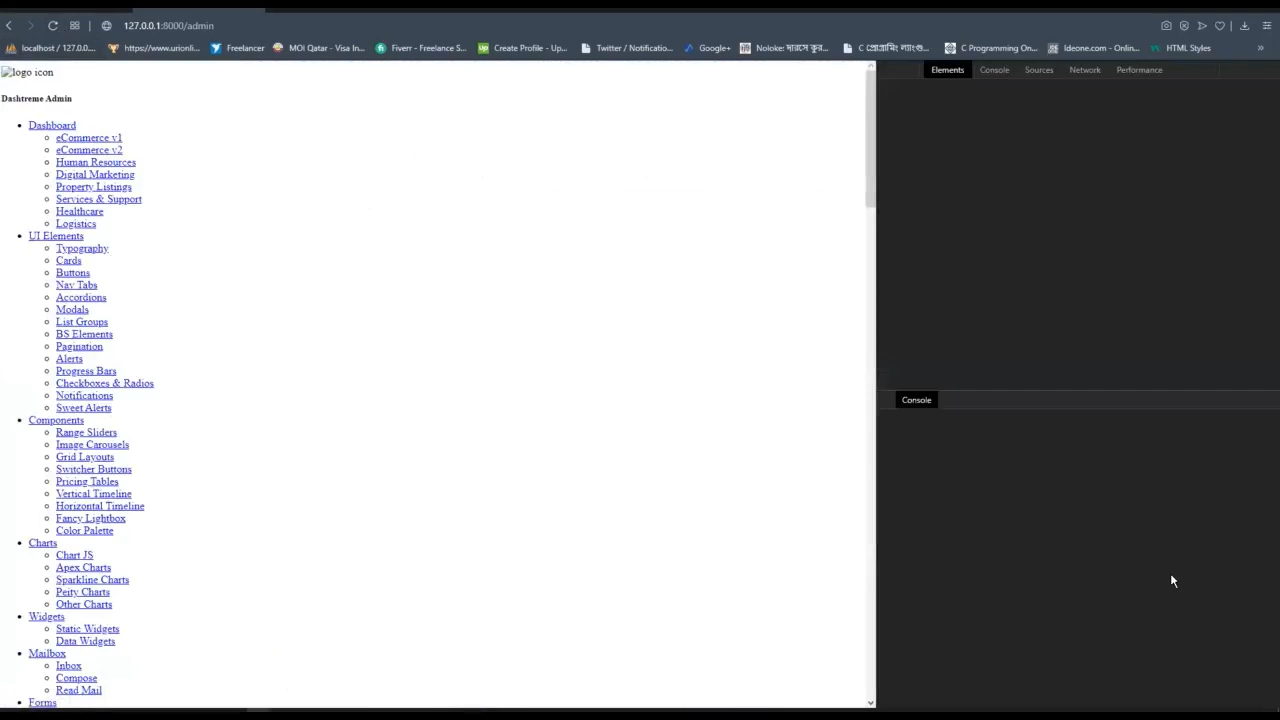 127.0.0.1:8000/admin
localhost / 127.0.0....
https://www.urionli...
Freelancer
MOI Qatar - Visa In...
Fiverr - Freelance S...
Create Profile - Up...
Twitter / Notificatio...
Google+
Noloke: দারসে কুর...
C প্রোগ্রামিং ল্যাংগু...
C Programming On...
Ideone.com - Onlin...
HTML Styles
logo icon
Elements Console Sources Network Performance
Dashtreme Admin
Dashboard
eCommerce v1
eCommerce v2
Human Resources
Digital Marketing
Property Listings
Services & Support
Healthcare
Logistics
UI Elements
Typography
Cards
Buttons
Nav Tabs
Accordions
Modals
List Groups
BS Elements
Pagination
Alerts
Progress Bars
Checkboxes & Radios
Notifications
Sweet Alerts
Console
Components
Range Sliders
Image Carousels
Grid Layouts
Switcher Buttons
Pricing Tables
Vertical Timeline
Horizontal Timeline
Fancy Lightbox
Color Palette
Charts
Chart JS
Apex Charts
Sparkline Charts
Peity Charts
Other Charts
Widgets
Static Widgets
Data Widgets
Mailbox
Inbox
Compose
Read Mail
Forms